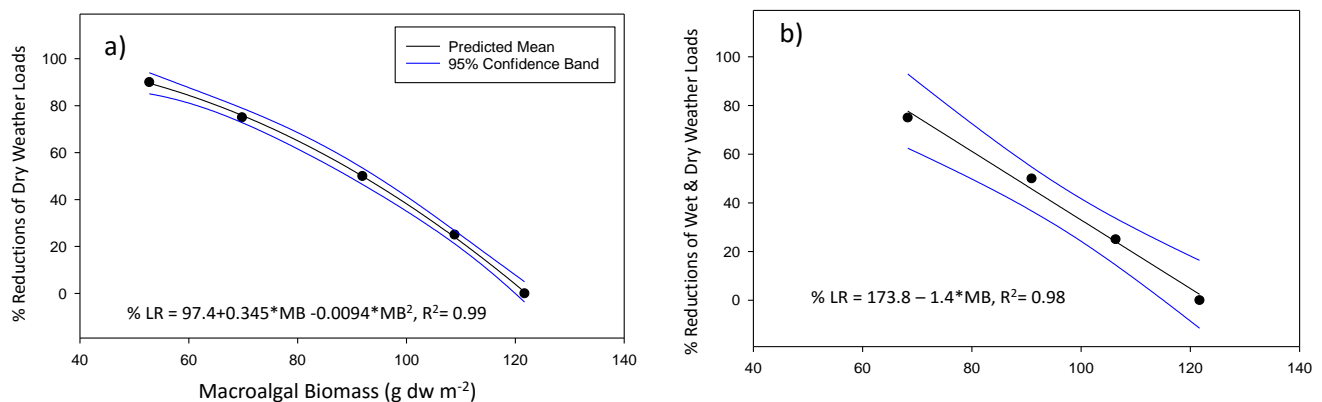 a)
Predicted Mean
95% Confidence Band
% Reductions of Dry Weather Loads
100
80
60
40
20
0
% LR = 97.4+0.345*MB -0.0094*MB², R²= 0.99
40 60 80 100 120 140
Macroalgal Biomass (g dw m⁻²)
b)
% Reductions of Wet & Dry Weather Loads
100
80
60
40
20
0
% LR = 173.8 – 1.4*MB, R²= 0.98
40 60 80 100 120 140